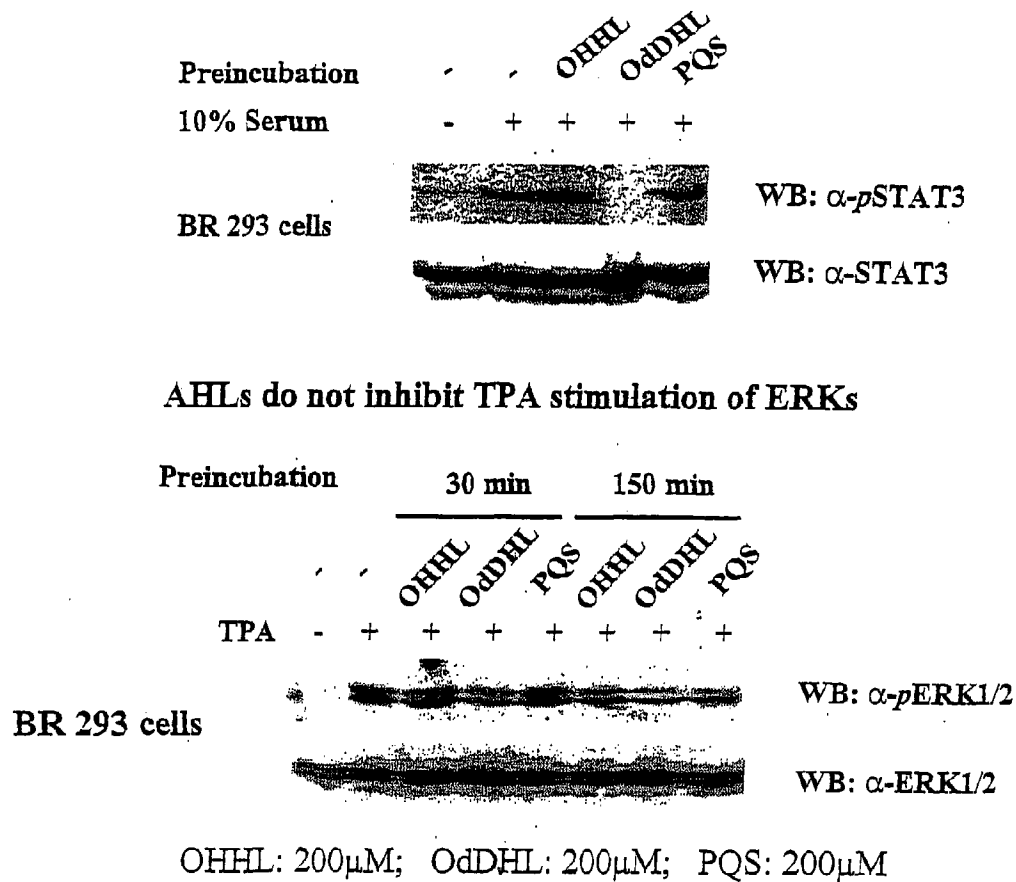 Preincubation - - OHHL OdDHL PQS
10% Serum - + + + +
BR 293 cells
WB: α-pSTAT3
WB: α-STAT3
AHLs do not inhibit TPA stimulation of ERKs
Preincubation 30 min 150 min
- - OHHL OdDHL PQS OHHL OdDHL PQS
TPA - + + + + + + +
BR 293 cells
WB: α-pERK1/2
WB: α-ERK1/2
OHHL: 200μM; OdDHL: 200μM; PQS: 200μM